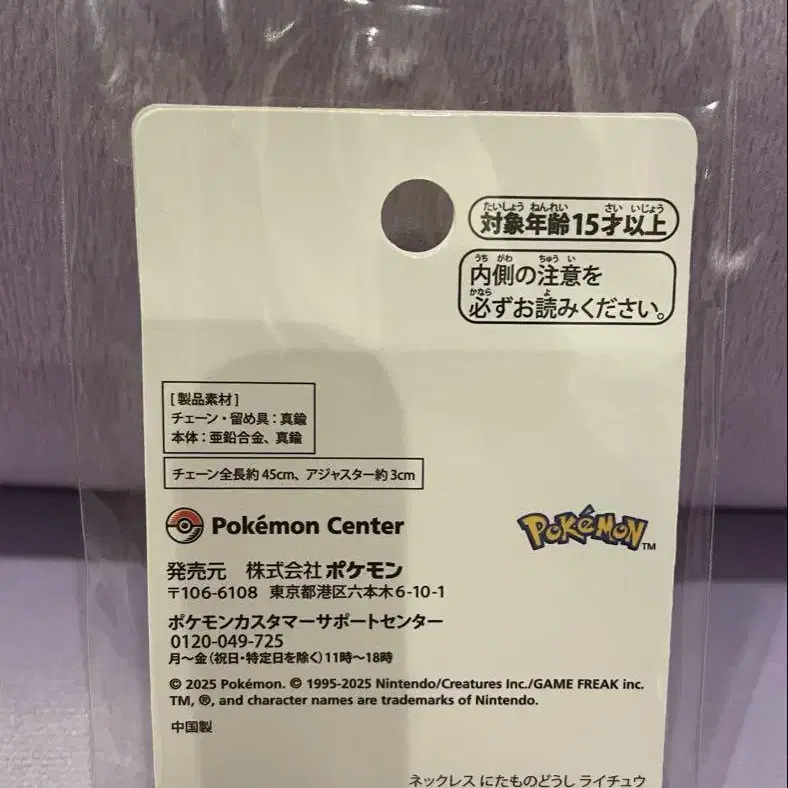 たいしょう ねんれい さい いじょう
対象年齢15才以上
うち がわ ちゅう い
内側の注意を
かなら よ
必ずお読みください。
[製品素材]
チェーン・留め具：真鍮
本体：亜鉛合金、真鍮
チェーン全長約45cm、アジャスター約3cm
Pokémon Center
POKéMON™
発売元 株式会社ポケモン
〒106-6108 東京都港区六本木6-10-1
ポケモンカスタマーサポートセンター
0120-049-725
月～金（祝日・特定日を除く）11時～18時
© 2025 Pokémon. © 1995-2025 Nintendo/Creatures Inc./GAME FREAK inc.
TM, ®, and character names are trademarks of Nintendo.
中国製
ネックレス にたものどうし ライチュウ